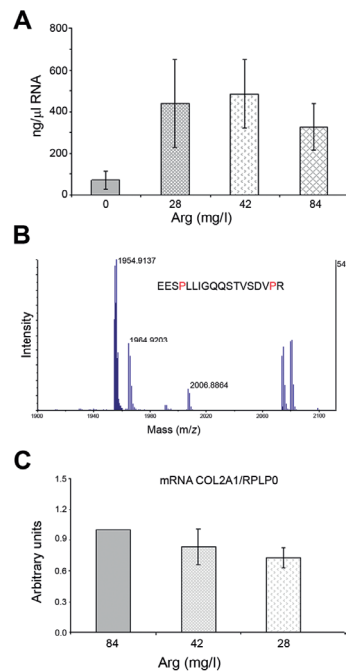 A
ng/µl RNA
800
600
400
200
0
0 28 42 84
Arg (mg/l)
B
Intensity
1954.9137
1964.9203
2006.8864
EESPLLIGQQSTVSDVPR
54
1900 1940 2020 2100
Mass (m/z)
C
mRNA COL2A1/RPLP0
Arbitrary units
1.5
1.2
0.9
0.6
0.3
0.0
84 42 28
Arg (mg/l)